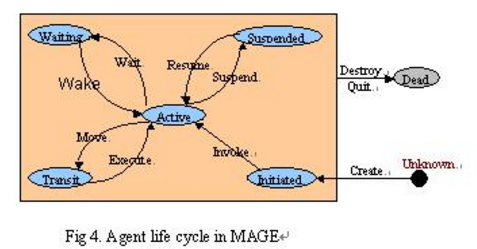 Waiting
Suspended
Wait.
Resume.
Wake
Suspend.
Destroy
Quit.
Dead
Active
Move.
Invoke
Execute.
Transit
Initiated
Create.
Unknown.
Fig 4. Agent life cycle in MAGE↵